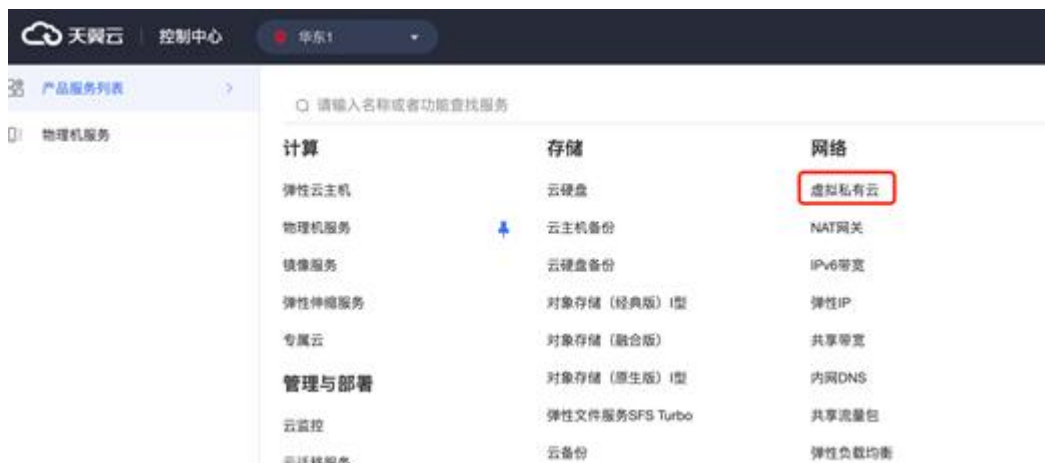 天翼云 控制中心 华东1
产品服务列表
物理机服务
请输入名称或者功能查找服务
计算
弹性云主机
物理机服务
镜像服务
弹性伸缩服务
专属云
管理与部署
云监控
云迁移服务
存储
云硬盘
云主机备份
云硬盘备份
对象存储（经典版）I型
对象存储（融合版）
对象存储（原生版）I型
弹性文件服务SFS Turbo
云备份
网络
虚拟私有云
NAT网关
IPv6带宽
弹性IP
共享带宽
内网DNS
共享流量包
弹性负载均衡